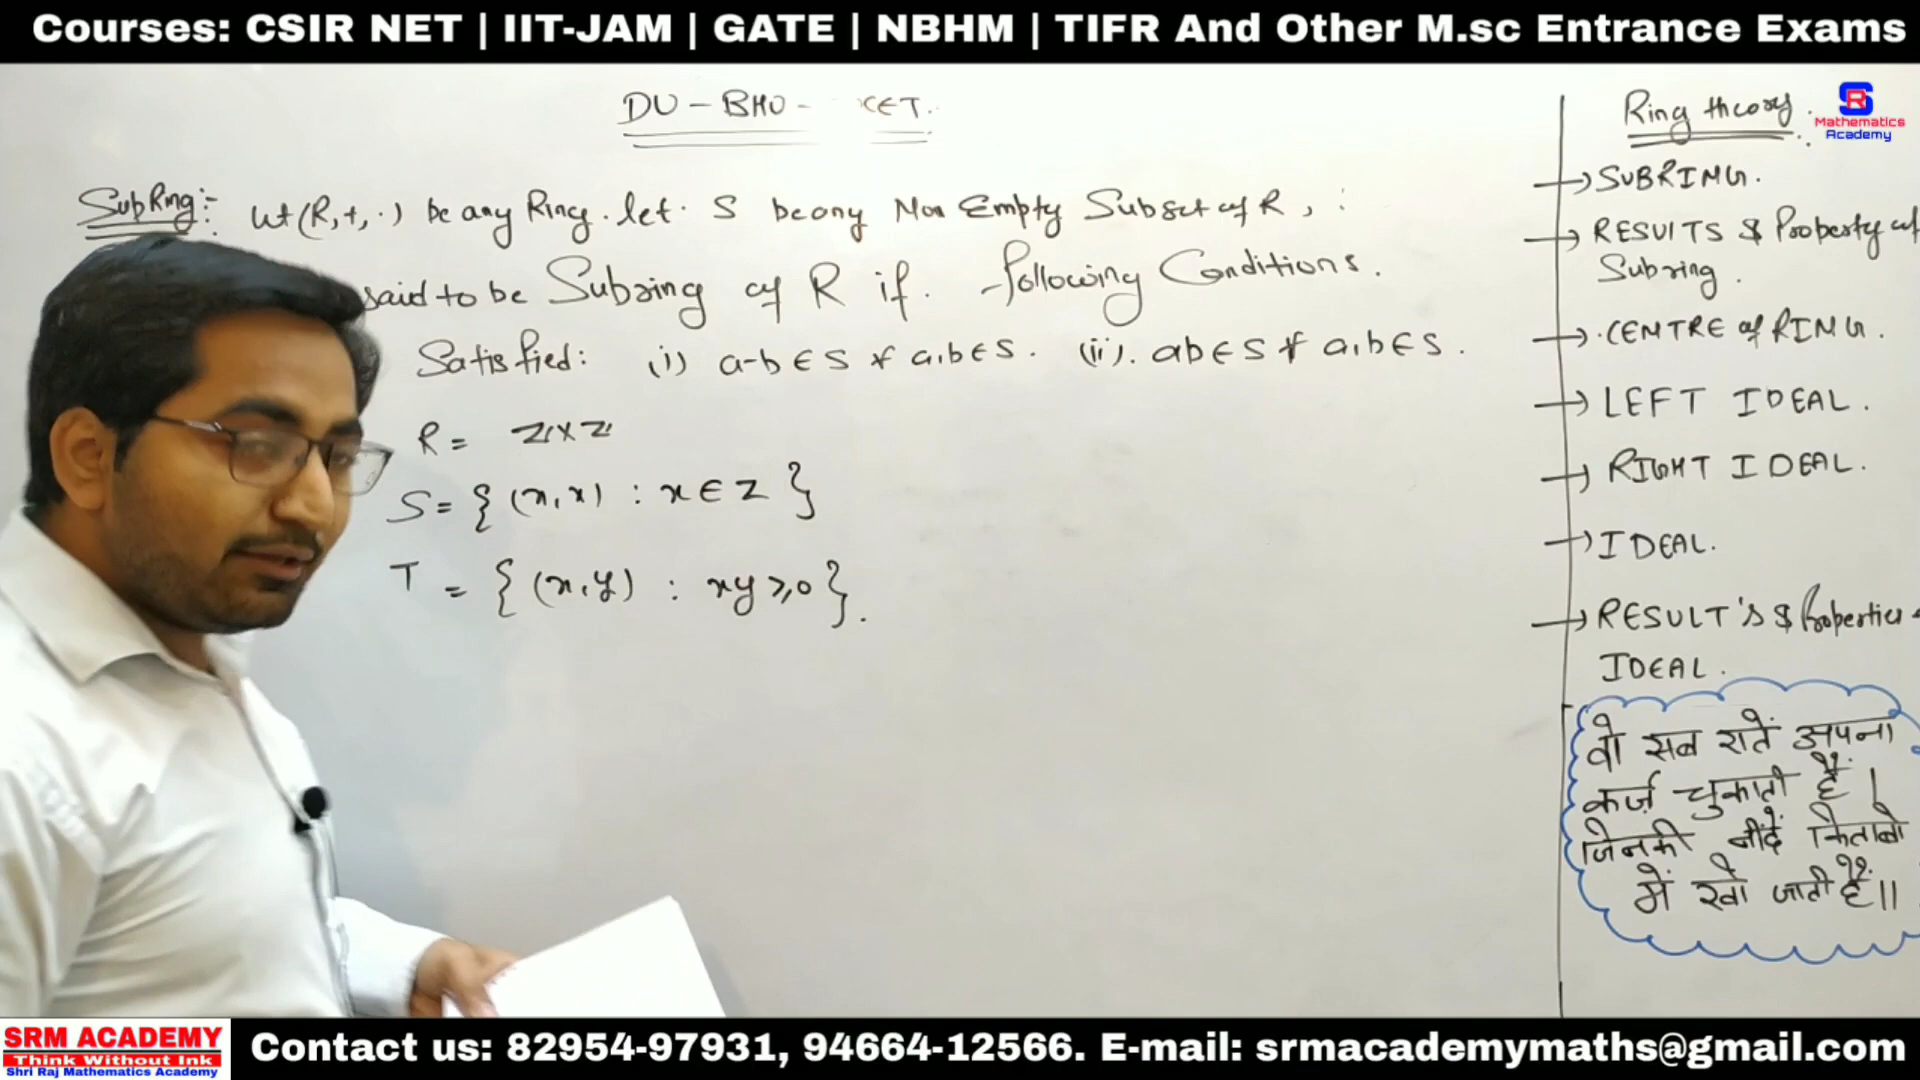 Courses: CSIR NET | IIT-JAM | GATE | NBHM | TIFR And Other M.sc Entrance Exams
DU - BHU - CET.
SubRing:- Let (R,+,·) be any Ring. let S be any Non Empty Subset of R, :
said to be Subring of R if. following Conditions.
Satisfied: (i) a-b ∈ S ∀ a,b ∈ S. (ii). ab ∈ S ∀ a,b ∈ S.
R = Z×Z
S = { (x,x) : x ∈ Z }
T = { (x,y) : xy ≥ 0 }.
Ring theory.
SR
Mathematics
Academy
→ SUBRING.
→ RESULTS & Property of
Subring.
→ CENTRE of RING.
→ LEFT IDEAL.
→ RIGHT IDEAL.
→ IDEAL.
→ RESULT'S & Properties
IDEAL.
वो सब रातें अपना
कर्ज़ चुकाती हैं।
जिनकी नींदें किताबो
में खो जाती हैं॥
SRM ACADEMY
Think Without Ink
Shri Raj Mathematics Academy
Contact us: 82954-97931, 94664-12566. E-mail: srmacademymaths@gmail.com